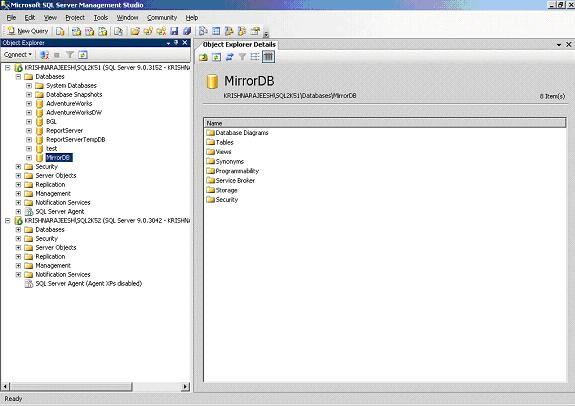 Microsoft SQL Server Management Studio
File Edit View Project Tools Window Community Help
New Query
Object Explorer
Connect
KRISHNARAJEESH\SQL2K51 (SQL Server 9.0.3152 - KRISHNA
Databases
System Databases
Database Snapshots
AdventureWorks
AdventureWorksDW
BGL
ReportServer
ReportServerTempDB
test
MirrorDB
Security
Server Objects
Replication
Management
Notification Services
SQL Server Agent
KRISHNARAJEESH\SQL2K52 (SQL Server 9.0.3042 - KRISHNA
Databases
Security
Server Objects
Replication
Management
Notification Services
SQL Server Agent (Agent XPs disabled)
Object Explorer Details
MirrorDB
KRISHNARAJEESH\SQL2K51\Databases\MirrorDB
8 Item(s)
Name
Database Diagrams
Tables
Views
Synonyms
Programmability
Service Broker
Storage
Security
Ready